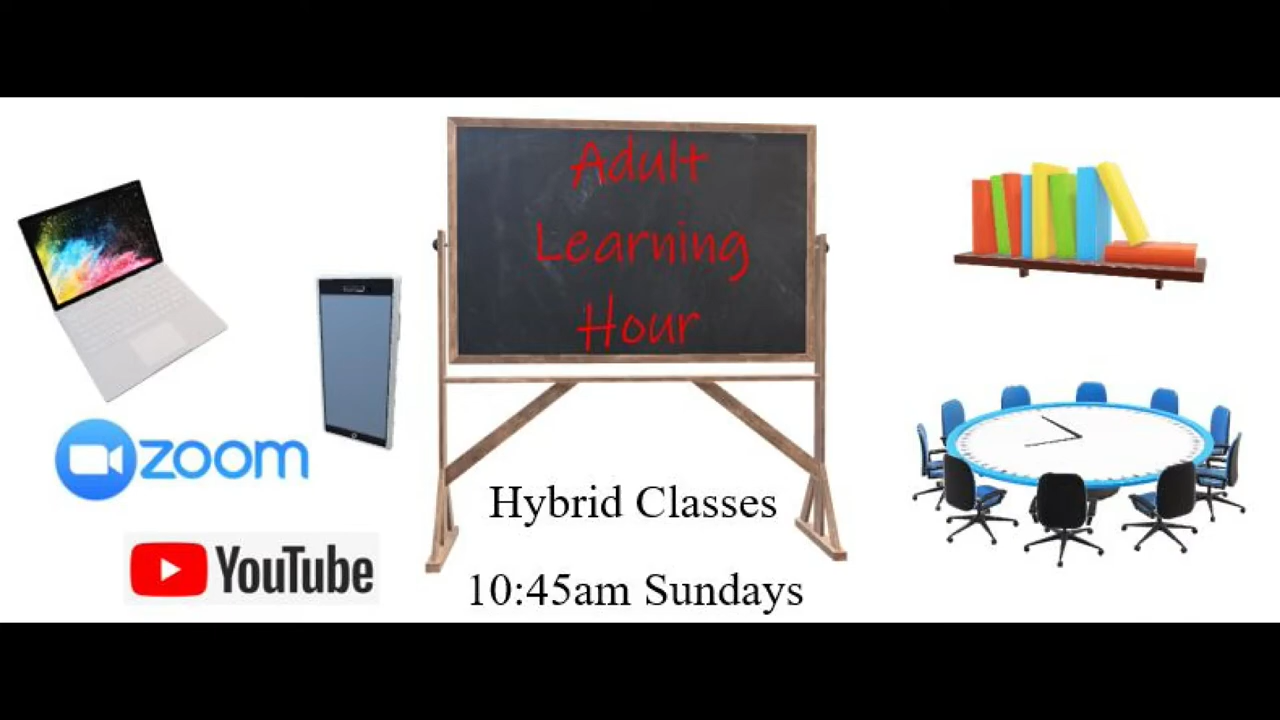 Adult
Learning
Hour
zoom
YouTube
Hybrid Classes
10:45am Sundays